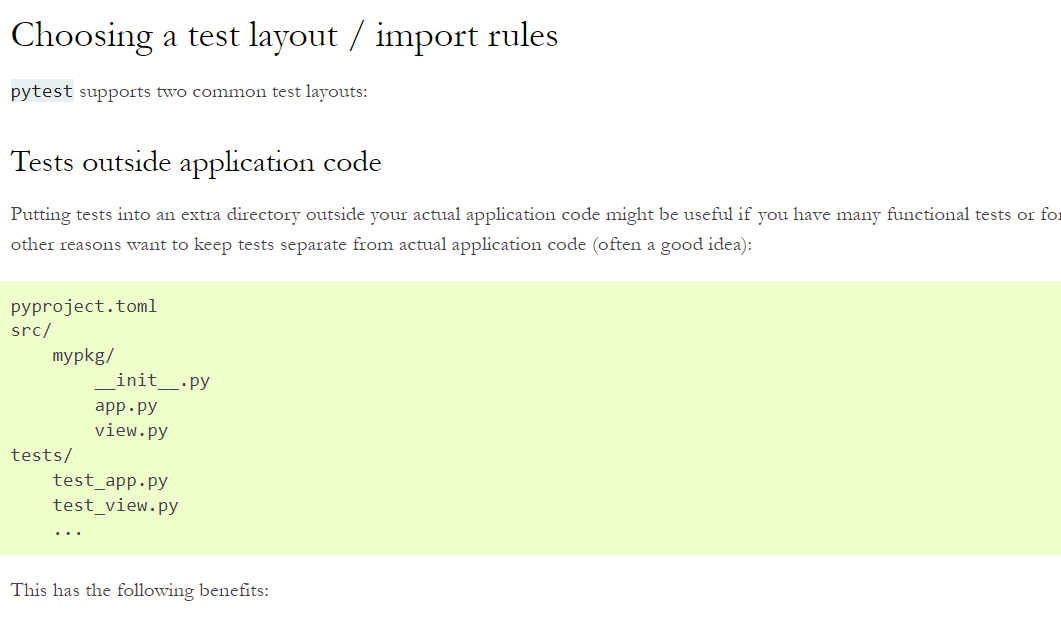 Choosing a test layout / import rules
pytest supports two common test layouts:
Tests outside application code
Putting tests into an extra directory outside your actual application code might be useful if you have many functional tests or
other reasons want to keep tests separate from actual application code (often a good idea):
pyproject.toml
src/
    mypkg/
        __init__.py
        app.py
        view.py
tests/
    test_app.py
    test_view.py
    ...
This has the following benefits: